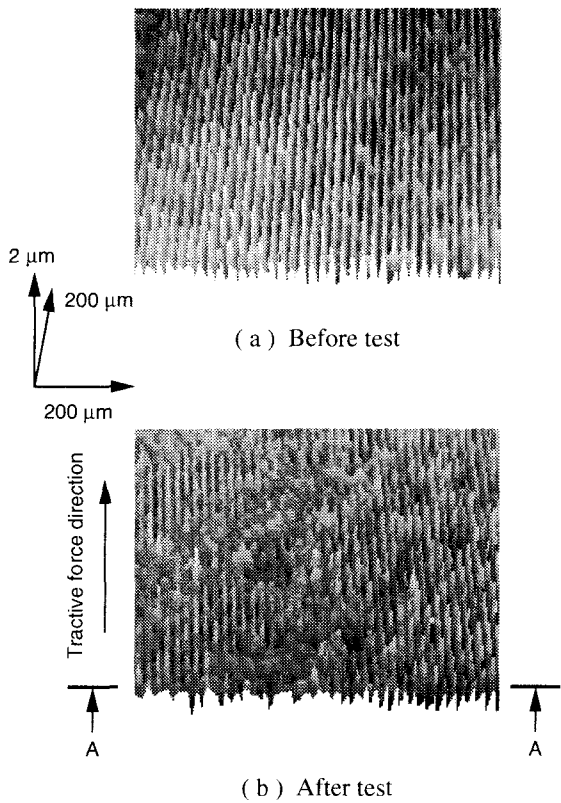 2 μm
200 μm
( a ) Before test
200 μm
Tractive force direction
A
A
( b ) After test